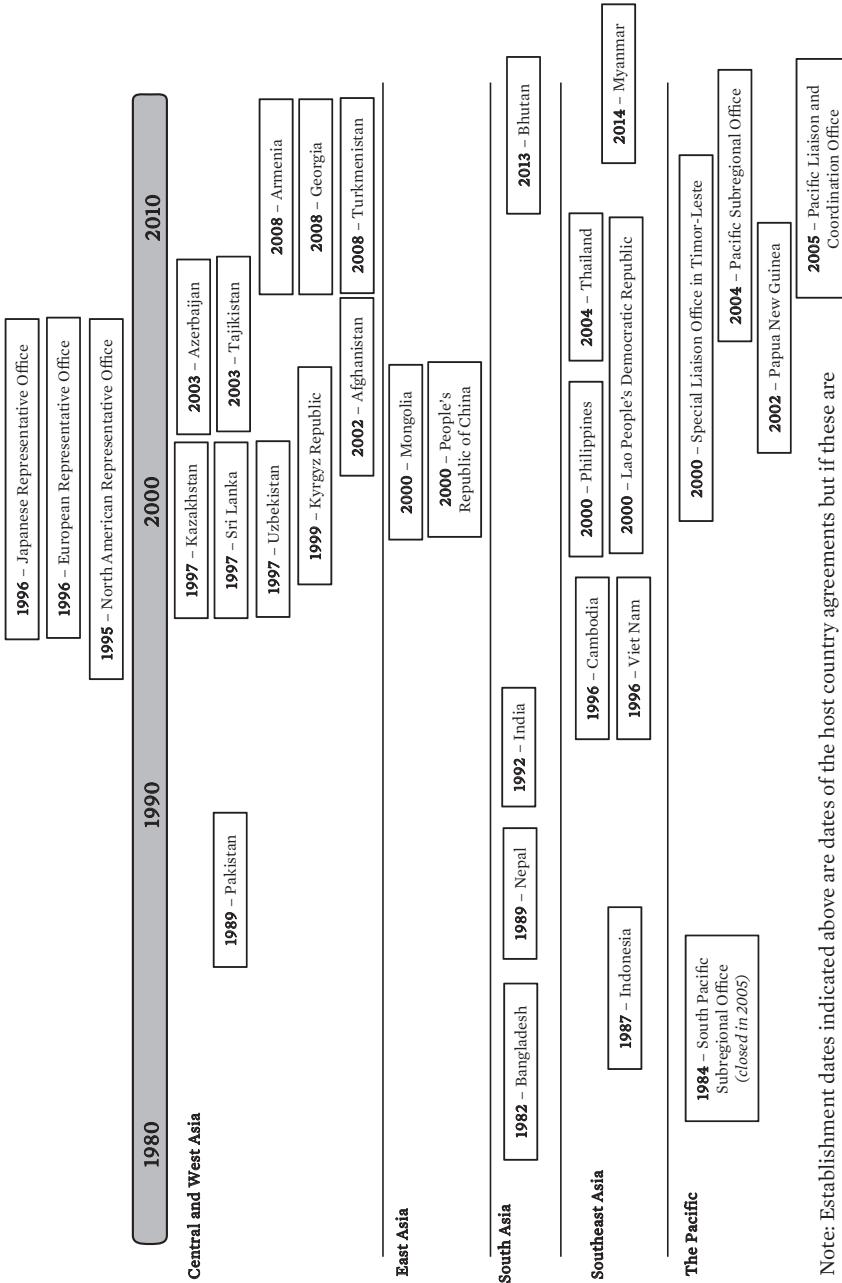 1996 – Japanese Representative Office
1996 – European Representative Office
1995 – North American Representative Office
1980
1990
2000
2010
Central and West Asia
1989 – Pakistan
1997 – Kazakhstan
1997 – Sri Lanka
1997 – Uzbekistan
1999 – Kyrgyz Republic
2002 – Afghanistan
2003 – Azerbaijan
2003 – Tajikistan
2008 – Armenia
2008 – Georgia
2008 – Turkmenistan
East Asia
2000 – Mongolia
2000 – People's
Republic of China
South Asia
1982 – Bangladesh
1989 – Nepal
1992 – India
2013 – Bhutan
Southeast Asia
1987 – Indonesia
1996 – Cambodia
1996 – Viet Nam
2000 – Philippines
2000 – Lao People's Democratic Republic
2004 – Thailand
2014 – Myanmar
The Pacific
1984 – South Pacific
Subregional Office
(closed in 2005)
2000 – Special Liaison Office in Timor-Leste
2004 – Pacific Subregional Office
2002 – Papua New Guinea
2005 – Pacific Liaison and
Coordination Office
Note: Establishment dates indicated above are dates of the host country agreements but if these are